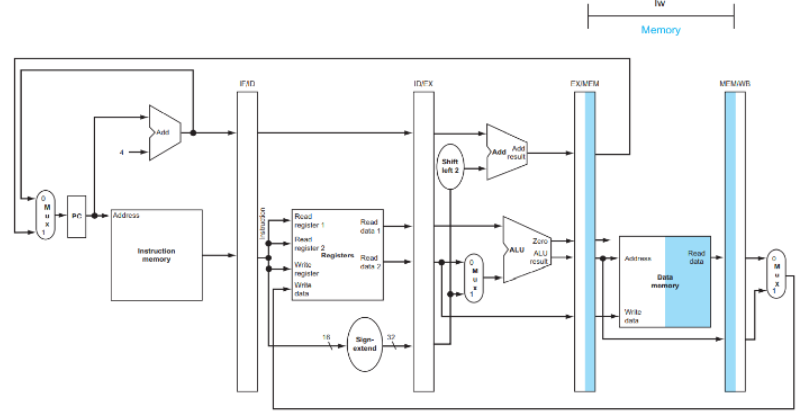 lw
Memory
IF/ID
ID/EX
EX/MEM
MEM/WB
Add
4
Shift
left 2
Add
Add
result
0
M
u
x
1
PC
Address
Instruction
memory
Instruction
Read
register 1
Read
register 2
Write
register
Write
data
Registers
Read
data 1
Read
data 2
16
Sign-
extend
32
0
M
u
x
1
ALU
Zero
ALU
result
Address
Write
data
Data
memory
Read
data
0
M
u
x
1